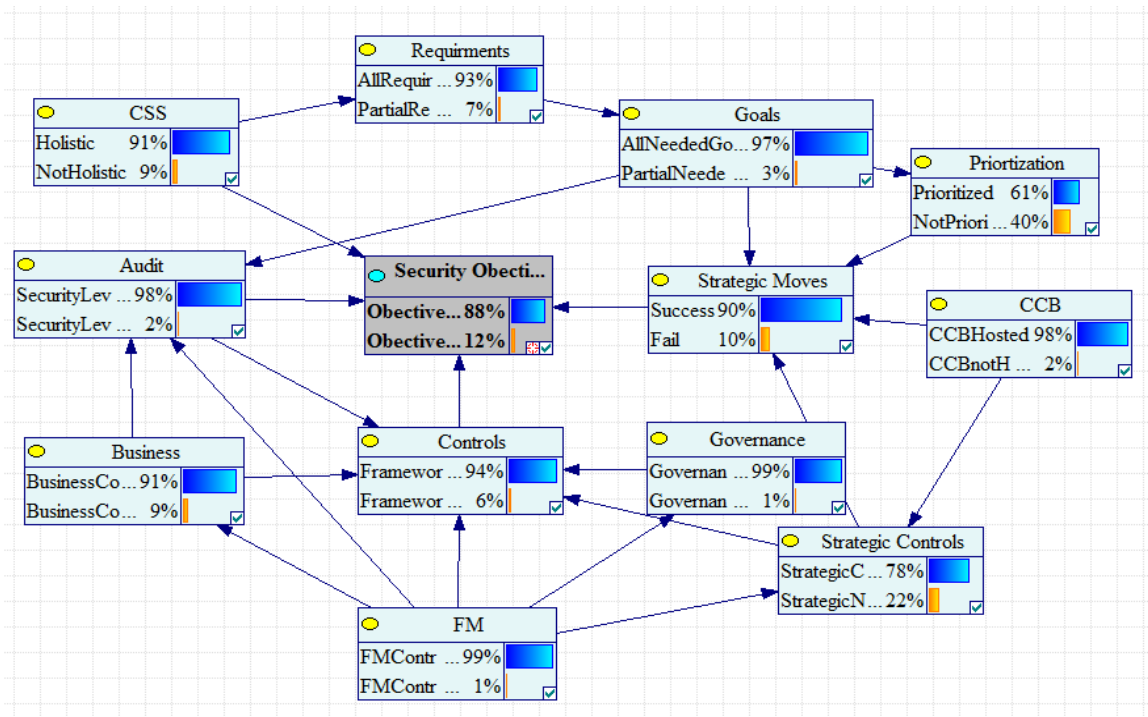 Requirments
AllRequir ... 93%
PartialRe ... 7%
CSS
Holistic 91%
NotHolistic 9%
Goals
AllNeededGo... 97%
PartialNeede ... 3%
Priortization
Prioritized 61%
NotPriori ... 40%
Audit
SecurityLev ... 98%
SecurityLev ... 2%
Security Obecti...
Obective... 88%
Obective... 12%
Strategic Moves
Success 90%
Fail 10%
CCB
CCBHosted 98%
CCBnotH ... 2%
Business
BusinessCo... 91%
BusinessCo... 9%
Controls
Framewor ... 94%
Framewor ... 6%
Governance
Governan ... 99%
Governan ... 1%
Strategic Controls
StrategicC ... 78%
StrategicN... 22%
FM
FMContr ... 99%
FMContr ... 1%